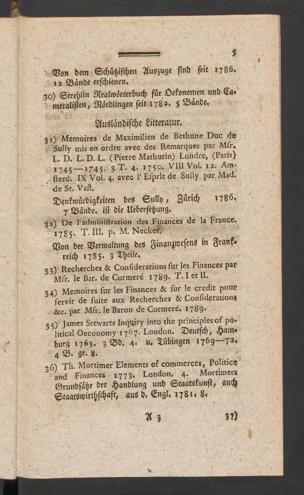 5
Von dem Schützischen Auszuge sind seit 1786.
12 Bände erschienen.
30) Strehlin Realwörterbuch für Oekonomen und Ca-
meralisten, Nördlingen seit 1782. 5 Bände.
Ausländische Litteratur.
31) Memoires de Maximilien de Bethune Duc de
Sully mis en ordre avec des Remarques par Msr.
L. D. L. D. L. (Pierre Mathurin) Londre, (Paris)
1745—1745. 3 T. 4. 1750. VIII Vol. 12. Am-
sterd. IX Vol. 4. avec l' Esprit de Sully par Mad.
de St. Vast.
Denkwürdigkeiten des Sully, Zürich 1786.
7 Bände. ist die Uebersetzung.
32) De l'administration des Finances de la France.
1785. T. III. p. M. Necker.
Von der Verwaltung des Finanzwesens in Frank-
reich 1785. 3 Theile.
33) Recherches & Considerations sur les Finances par
Msr. le Bar. de Cormeré 1789. T. I et II.
34) Memoires sur les Finances & sur le credit pour
servir de suite aux Recherches & Considerations
&c. par Msr. le Baron de Cormeré. 1789.
35) James Stewarts Inquiry into the principles of po-
litical Oeconomy 1767. London. Deutsch, Ham-
burg 1763. 3 Bd. 4. u. Tübingen 1769—72.
4 B. gr. 8.
36) Th. Mortimer Elements of commerces, Politice
and Finances 1773. London. 4. Mortimers
Grundsätze der Handlung und Staatskunst, auch
Staatswirthschaft, aus d. Engl. 1781. 8.
A 3
37)